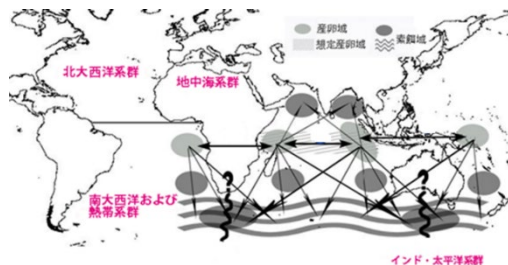 産卵域
想定産卵域
索餌域
北大西洋系群
地中海系群
南大西洋および
熱帯系群
インド・太平洋系群